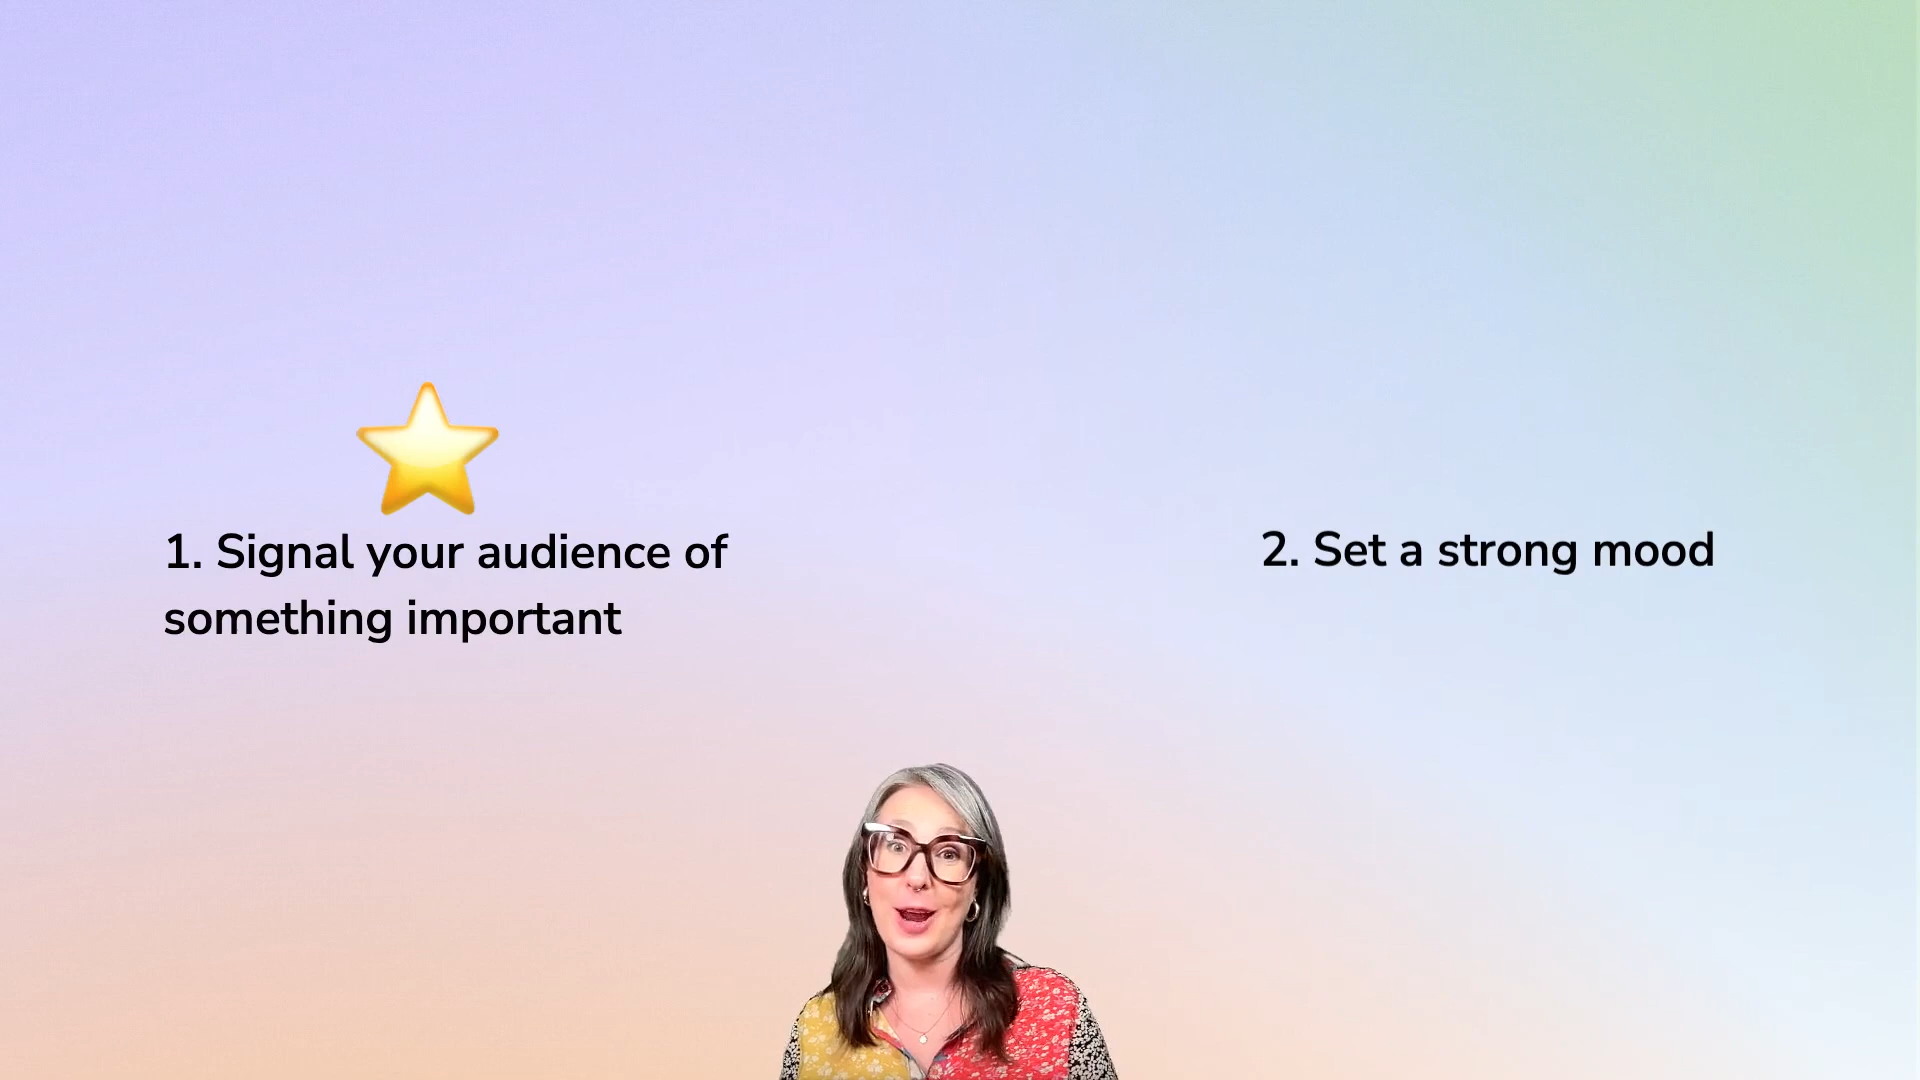 1. Signal your audience of
something important
2. Set a strong mood